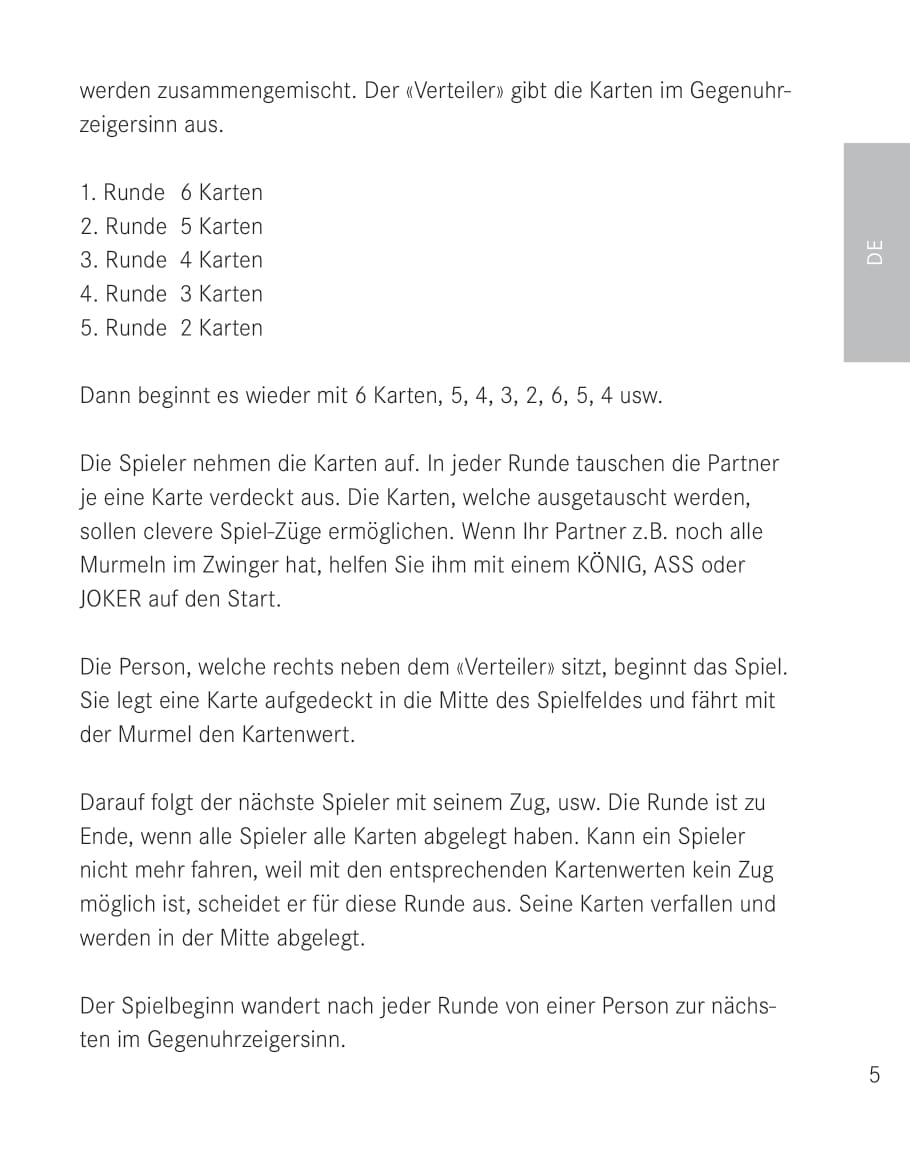 werden zusammengemischt. Der «Verteiler» gibt die Karten im Gegenuhr-
zeigersinn aus.
1. Runde 6 Karten
2. Runde 5 Karten
3. Runde 4 Karten
4. Runde 3 Karten
5. Runde 2 Karten
DE
Dann beginnt es wieder mit 6 Karten, 5, 4, 3, 2, 6, 5, 4 usw.
Die Spieler nehmen die Karten auf. In jeder Runde tauschen die Partner
je eine Karte verdeckt aus. Die Karten, welche ausgetauscht werden,
sollen clevere Spiel-Züge ermöglichen. Wenn Ihr Partner z.B. noch alle
Murmeln im Zwinger hat, helfen Sie ihm mit einem KÖNIG, ASS oder
JOKER auf den Start.
Die Person, welche rechts neben dem «Verteiler» sitzt, beginnt das Spiel.
Sie legt eine Karte aufgedeckt in die Mitte des Spielfeldes und fährt mit
der Murmel den Kartenwert.
Darauf folgt der nächste Spieler mit seinem Zug, usw. Die Runde ist zu
Ende, wenn alle Spieler alle Karten abgelegt haben. Kann ein Spieler
nicht mehr fahren, weil mit den entsprechenden Kartenwerten kein Zug
möglich ist, scheidet er für diese Runde aus. Seine Karten verfallen und
werden in der Mitte abgelegt.
Der Spielbeginn wandert nach jeder Runde von einer Person zur nächs-
ten im Gegenuhrzeigersinn.
5